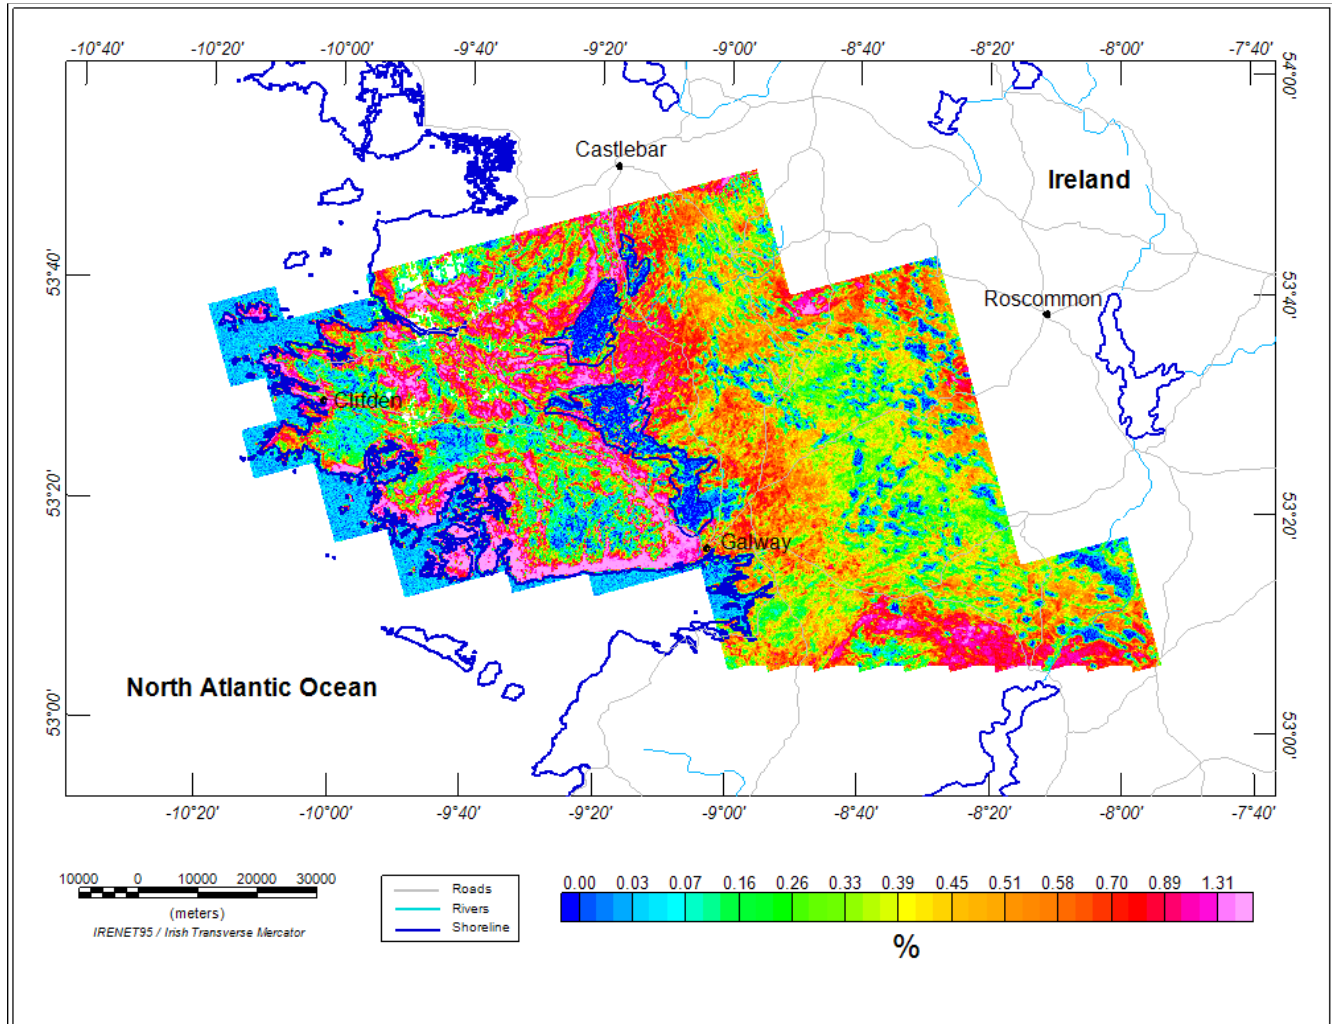 -10°40' -10°20' -10°00' -9°40' -9°20' -9°00' -8°40' -8°20' -8°00' -7°40'
54°00'
Castlebar
Ireland
53°40'
53°40'
Roscommon
Clifden
53°20'
53°20'
Galway
North Atlantic Ocean
53°00'
53°00'
-10°20' -10°00' -9°40' -9°20' -9°00' -8°40' -8°20' -8°00' -7°40'
10000 0 10000 20000 30000
(meters)
IRENET95 / Irish Transverse Mercator
Roads
Rivers
Shoreline
0.00 0.03 0.07 0.16 0.26 0.33 0.39 0.45 0.51 0.58 0.70 0.89 1.31
%